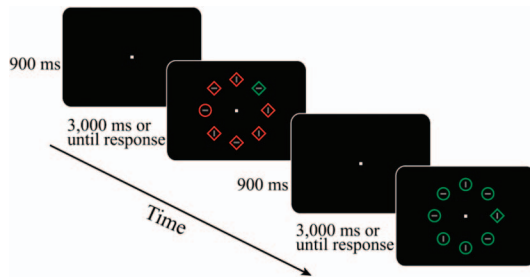 900 ms
3,000 ms or
until response
900 ms
3,000 ms or
until response
Time